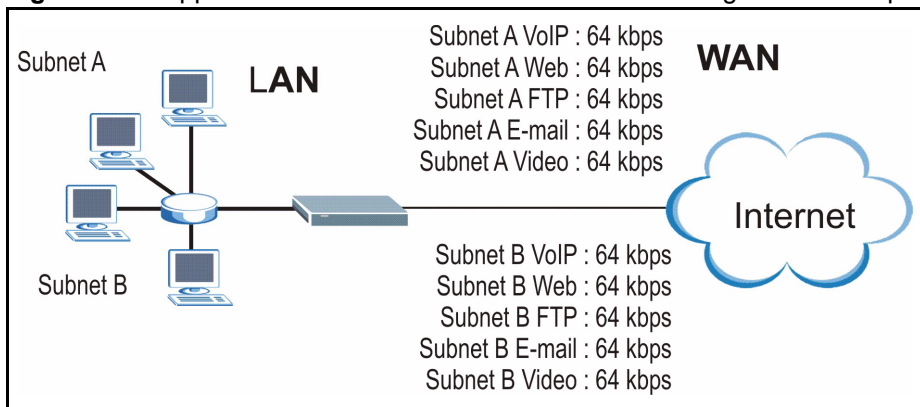 Subnet A
LAN
Subnet A VoIP : 64 kbps
Subnet A Web : 64 kbps
Subnet A FTP : 64 kbps
Subnet A E-mail : 64 kbps
Subnet A Video : 64 kbps
WAN
Internet
Subnet B
Subnet B VoIP : 64 kbps
Subnet B Web : 64 kbps
Subnet B FTP : 64 kbps
Subnet B E-mail : 64 kbps
Subnet B Video : 64 kbps